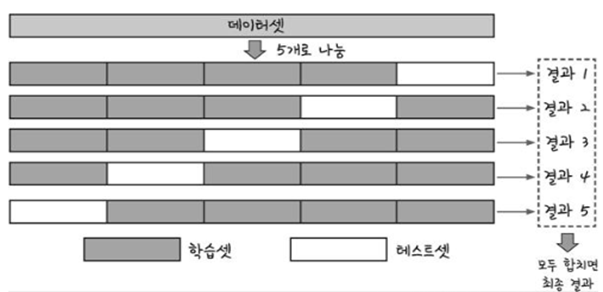 데이터셋
5개로 나눔
결과 1
결과 2
결과 3
결과 4
결과 5
학습셋
테스트셋
모두 합치면
최종 결과